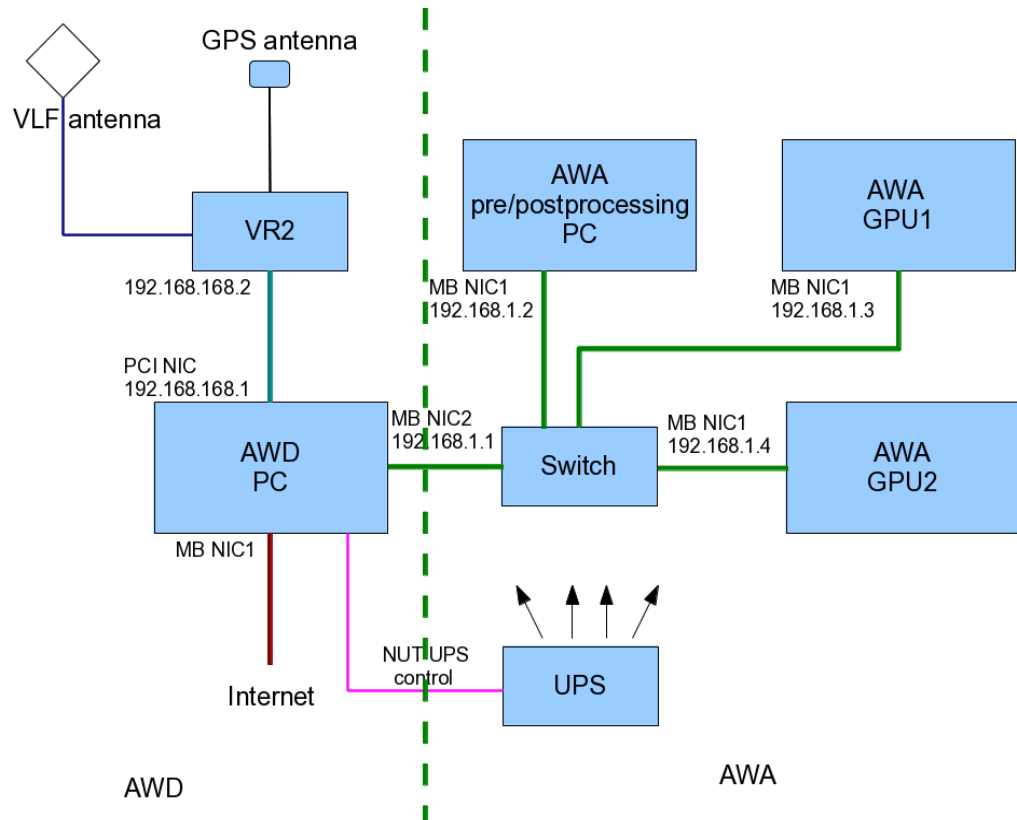 GPS antenna
VLF antenna
VR2
192.168.168.2
PCI NIC
192.168.168.1
AWD
PC
MB NIC1
Internet
MB NIC2
192.168.1.1
NUT UPS
control
AWD
AWA
pre/postprocessing
PC
MB NIC1
192.168.1.2
AWA
GPU1
MB NIC1
192.168.1.3
Switch
MB NIC1
192.168.1.4
AWA
GPU2
UPS
AWA